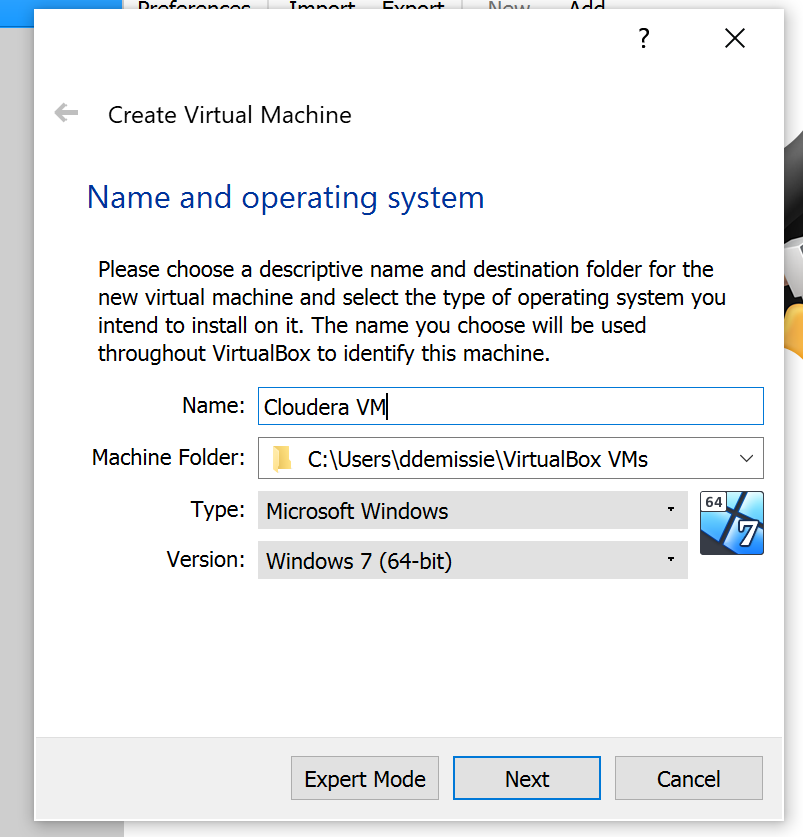 Preferences Import Export New Add
?
Create Virtual Machine
Name and operating system
Please choose a descriptive name and destination folder for the
new virtual machine and select the type of operating system you
intend to install on it. The name you choose will be used
throughout VirtualBox to identify this machine.
Name: Cloudera VM
Machine Folder: C:\Users\ddemissie\VirtualBox VMs
Type: Microsoft Windows
64
7
Version: Windows 7 (64-bit)
Expert Mode Next Cancel